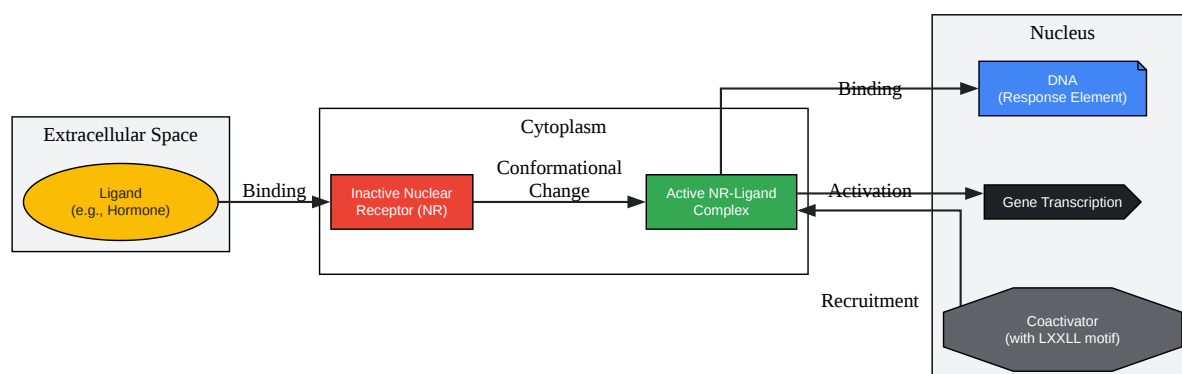 Nucleus
DNA
(Response Element)
Binding
Cytoplasm
Extracellular Space
Conformational
Change
Ligand
(e.g., Hormone)
Binding
Inactive Nuclear
Receptor (NR)
Active NR-Ligand
Complex
Activation
Gene Transcription
Recruitment
Coactivator
(with LXXLL motif)